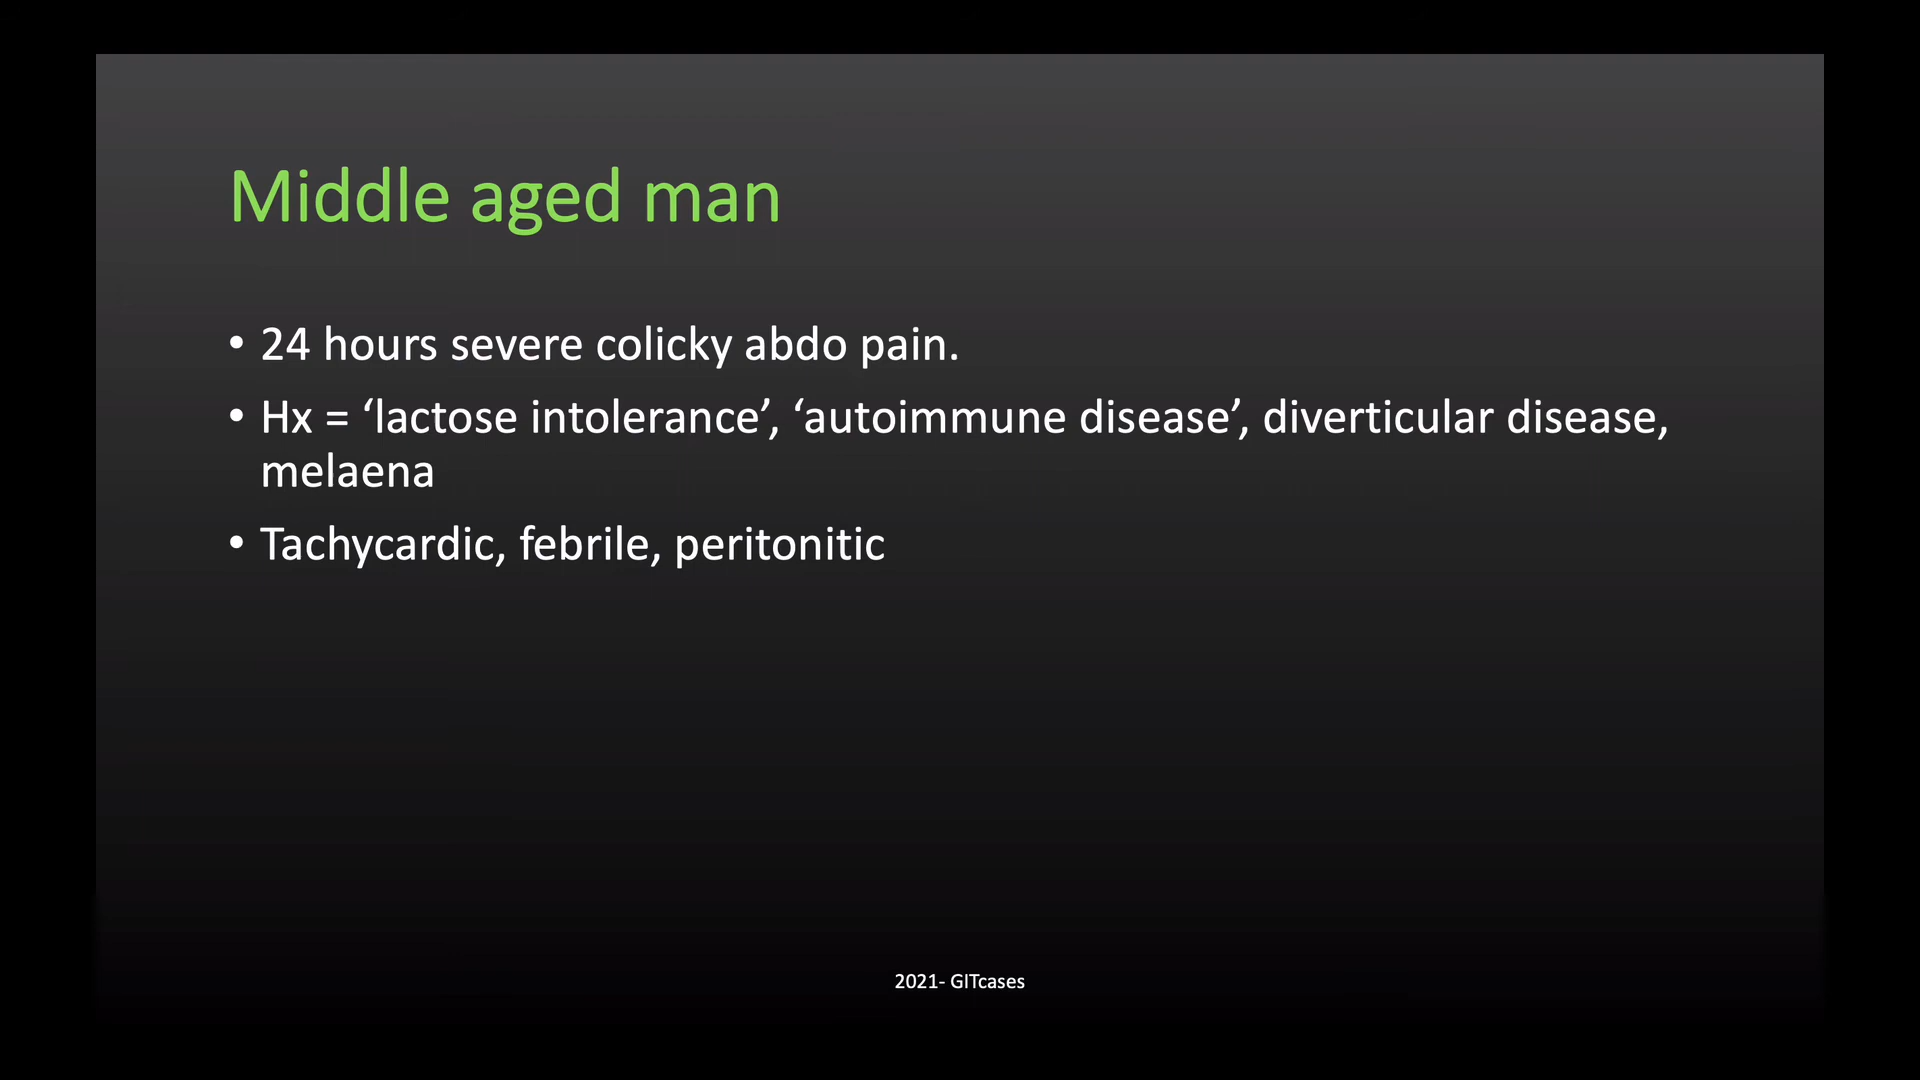 Middle aged man
• 24 hours severe colicky abdo pain.
• Hx = ‘lactose intolerance’, ‘autoimmune disease’, diverticular disease,
melaena
• Tachycardic, febrile, peritonitic
2021- GITcases